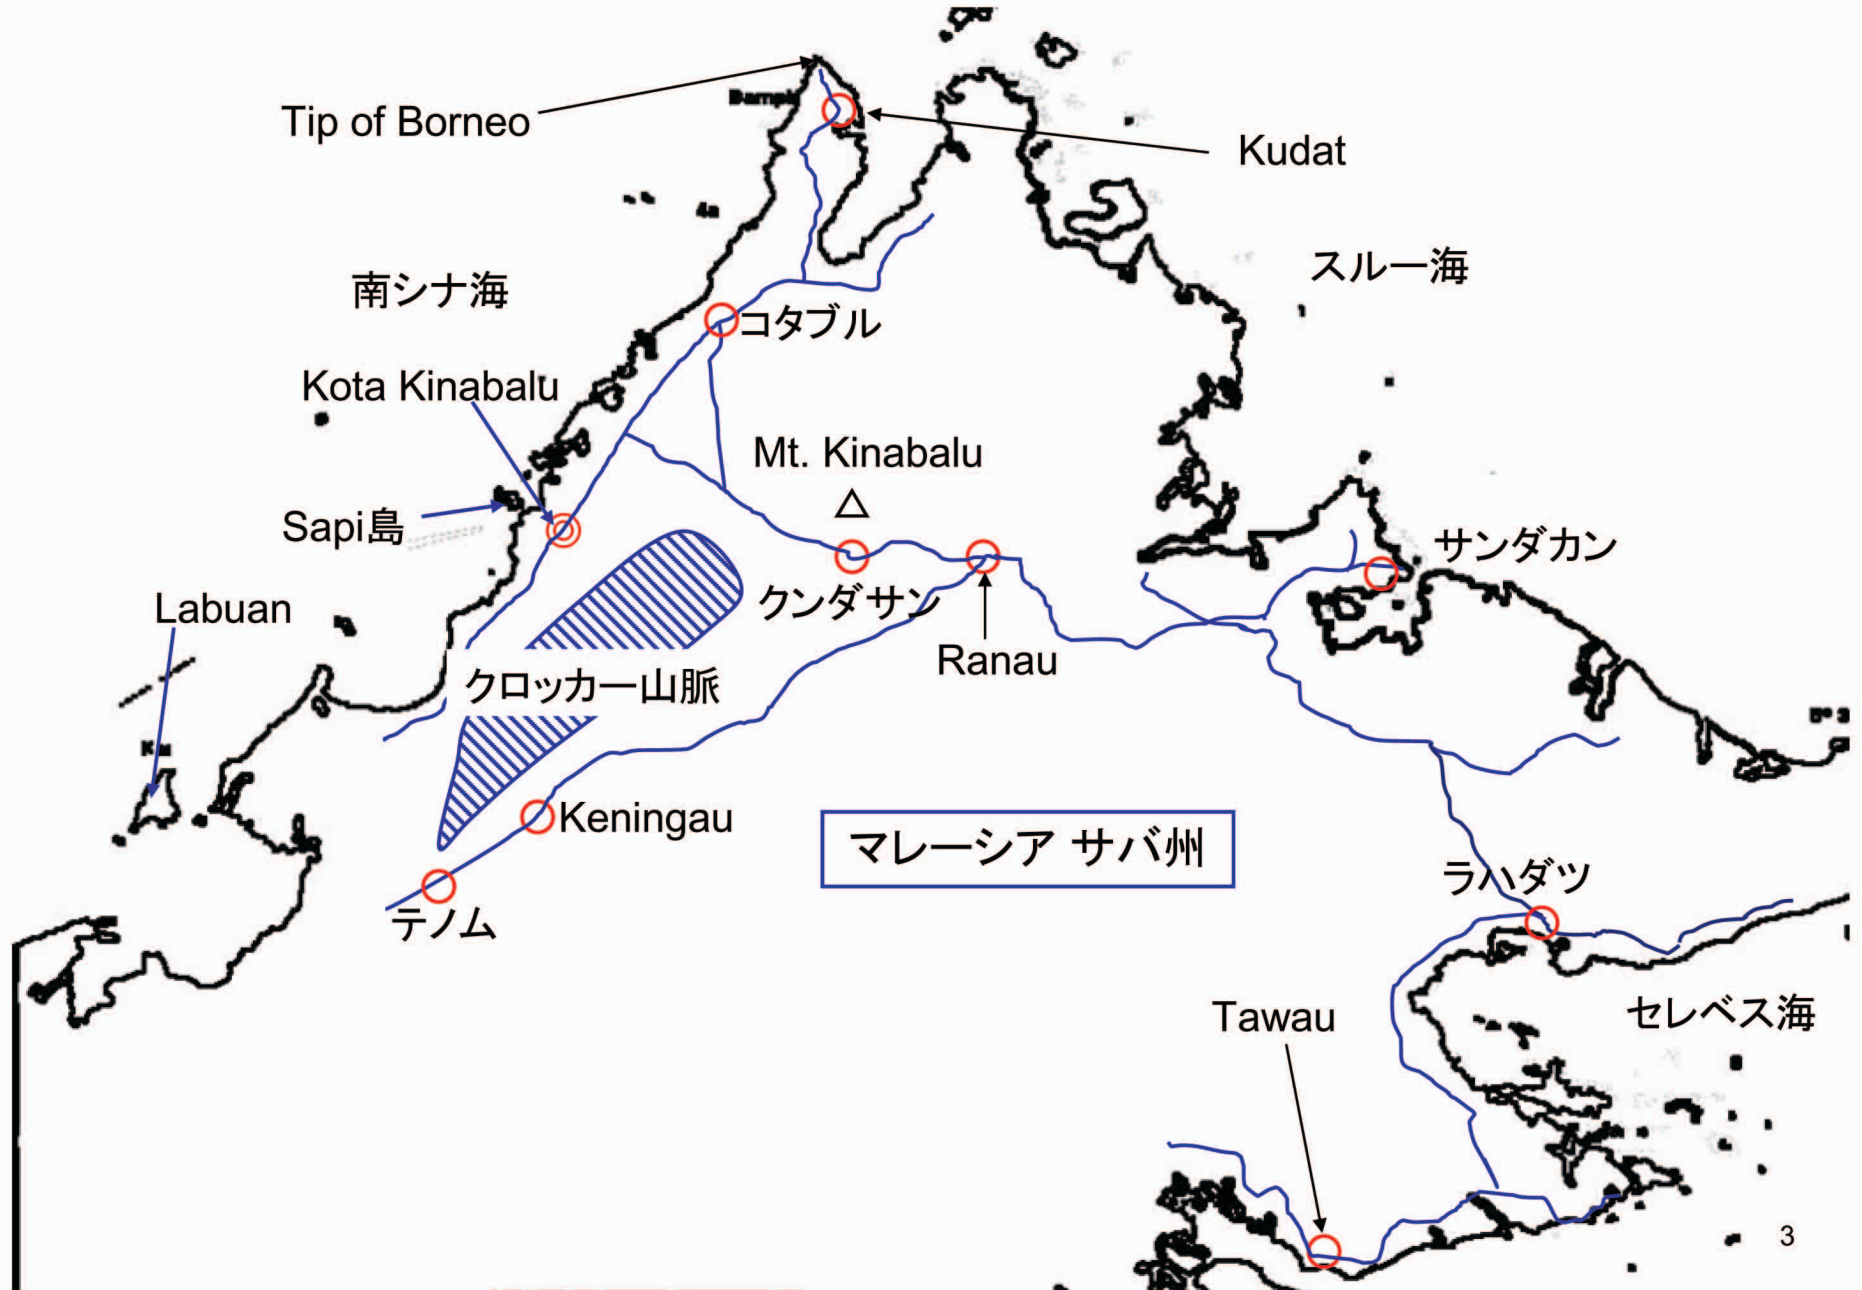 Tip of Borneo
Kudat
スルー海
南シナ海
コタブル
Kota Kinabalu
Mt. Kinabalu
Sapi島
サンダカン
クンダサン
Labuan
Ranau
クロッカー山脈
Keningau
マレーシア サバ州
ラハダツ
テノム
セレベス海
Tawau
3